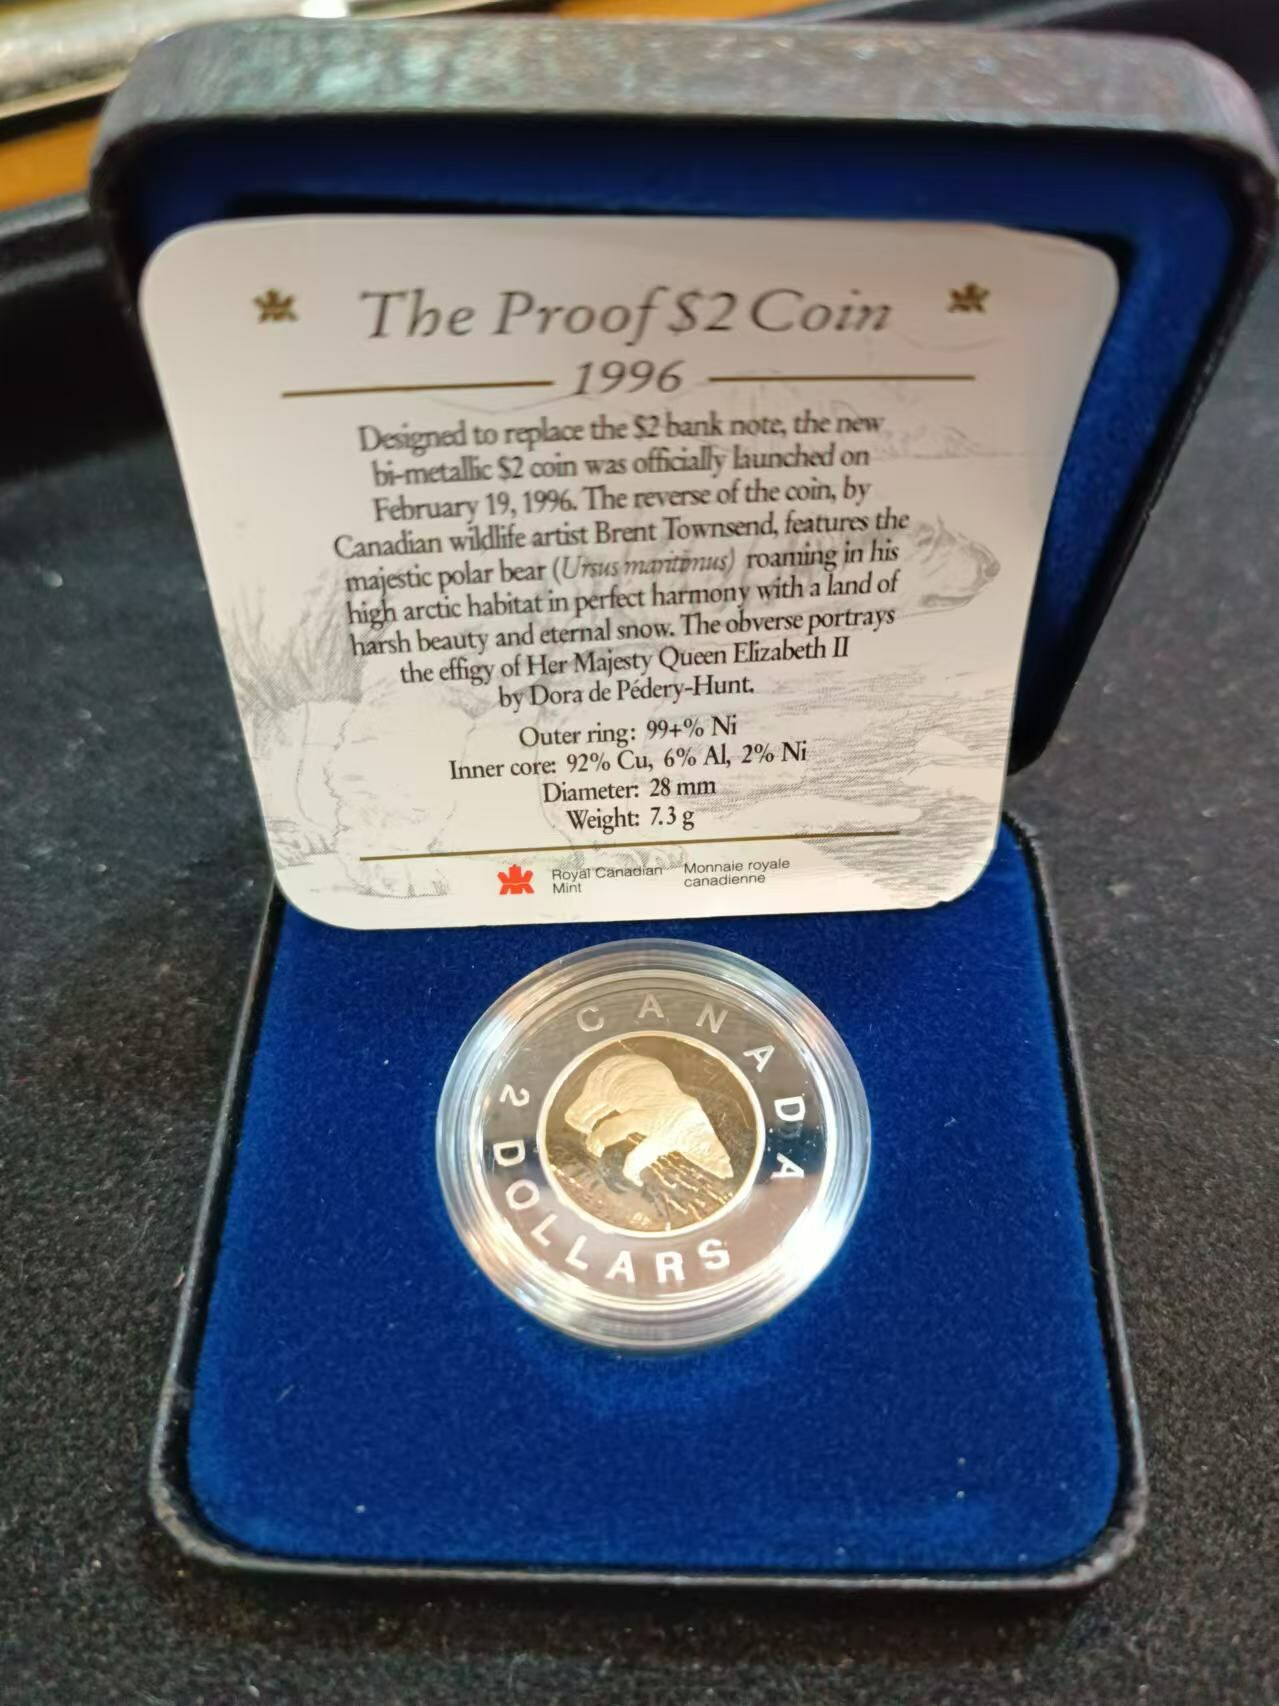 The Proof $2 Coin
1996
Designed to replace the $2 bank note, the new
bi-metallic $2 coin was officially launched on
February 19, 1996. The reverse of the coin, by
Canadian wildlife artist Brent Townsend, features the
majestic polar bear (Ursus maritimus) roaming in his
high arctic habitat in perfect harmony with a land of
harsh beauty and eternal snow. The obverse portrays
the effigy of Her Majesty Queen Elizabeth II
by Dora de Pédery-Hunt.
Outer ring: 99+% Ni
Inner core: 92% Cu, 6% Al, 2% Ni
Diameter: 28 mm
Weight: 7.3 g
Royal Canadian Mint
Monnaie royale canadienne
CANADA
2 DOLLARS